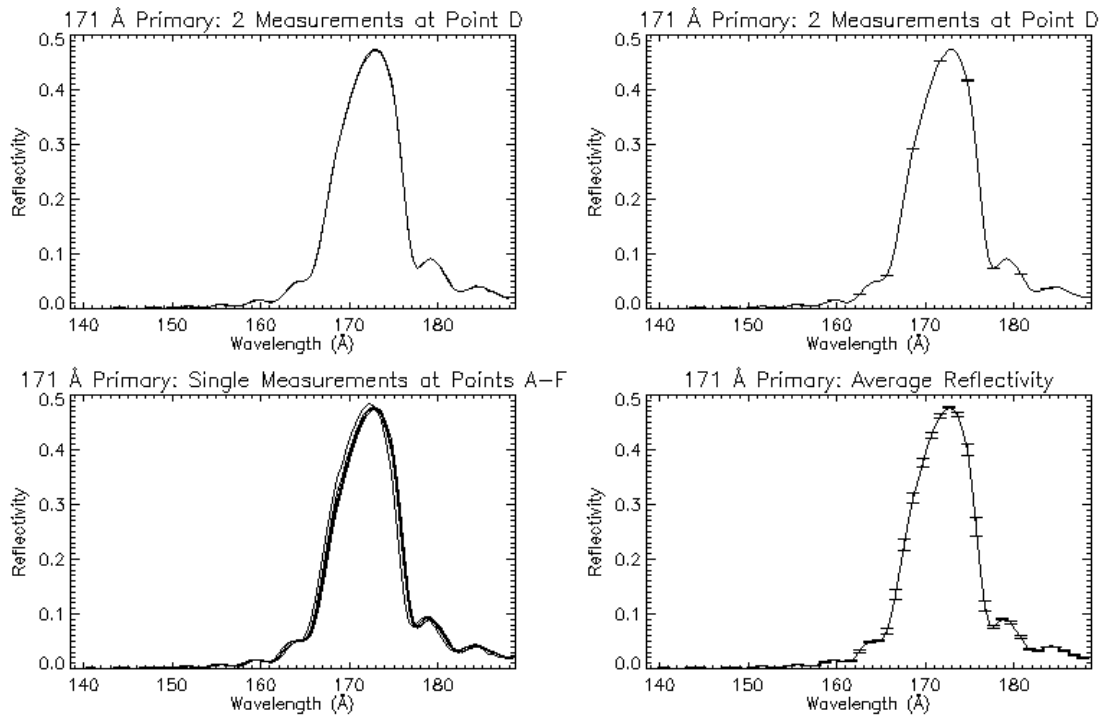 171 Å Primary: 2 Measurements at Point D
0.5
0.4
0.3
0.2
0.1
0.0
Reflectivity
140 150 160 170 180
Wavelength (Å)
171 Å Primary: 2 Measurements at Point D
0.5
0.4
0.3
0.2
0.1
0.0
Reflectivity
140 150 160 170 180
Wavelength (Å)
171 Å Primary: Single Measurements at Points A-F
0.5
0.4
0.3
0.2
0.1
0.0
Reflectivity
140 150 160 170 180
Wavelength (Å)
171 Å Primary: Average Reflectivity
0.5
0.4
0.3
0.2
0.1
0.0
Reflectivity
140 150 160 170 180
Wavelength (Å)